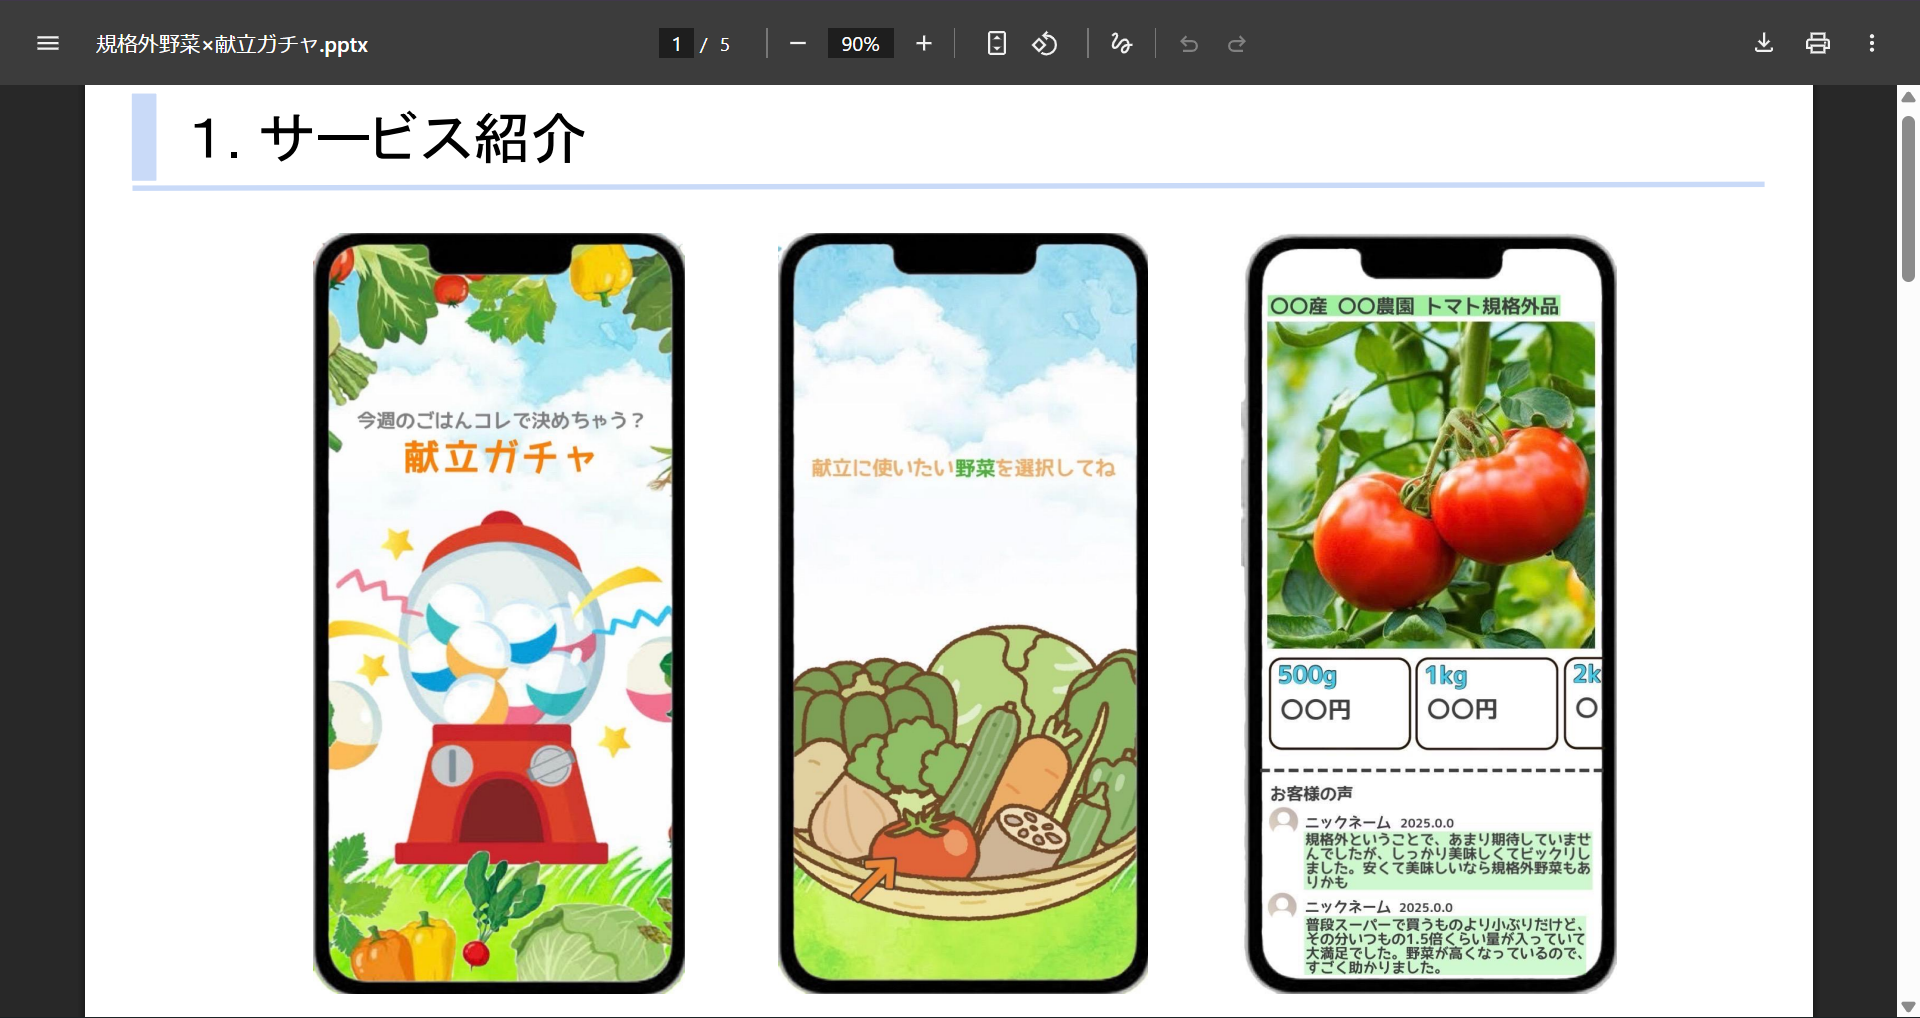 規格外野菜×献立ガチャ.pptx
1 / 5
90%
1. サービス紹介
今週のごはんコレで決めちゃう？
献立ガチャ
献立に使いたい野菜を選択してね
〇〇産 〇〇農園 トマト規格外品
500g
〇〇円
1kg
〇〇円
2k
〇
お客様の声
ニックネーム 2025.0.0
規格外ということで、あまり期待していませ
んでしたが、しっかり美味しくてビックリし
ました。安くて美味しいなら規格外野菜もあ
りかも
ニックネーム 2025.0.0
普段スーパーで買うものより小ぶりだけど、
その分いつもの1.5倍くらい量が入っていて
大満足でした。野菜が高くなっているので、
すごく助かりました。